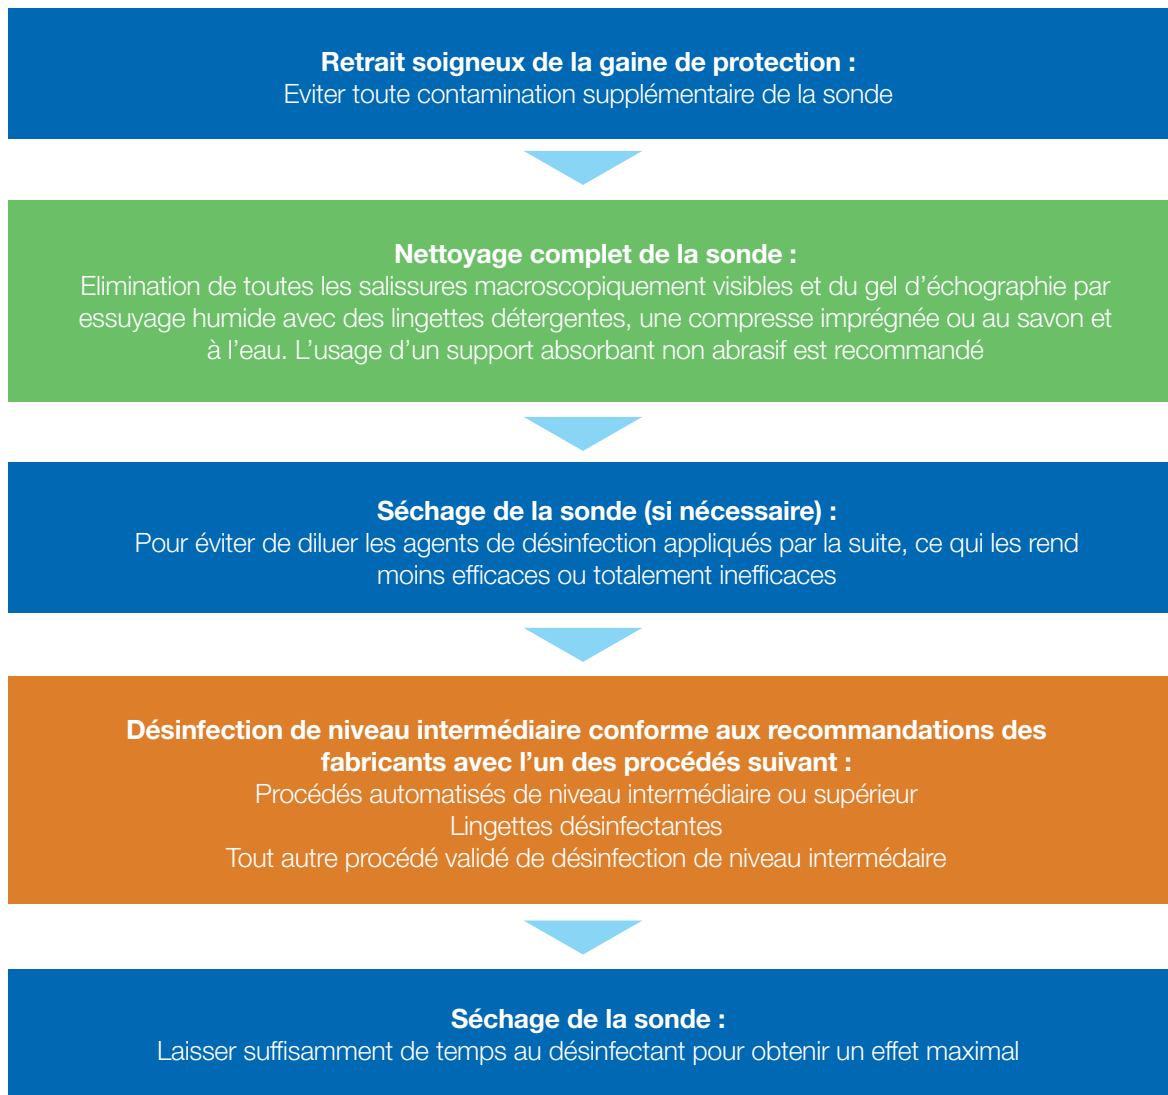 Retrait soigneux de la gaine de protection :
Eviter toute contamination supplémentaire de la sonde
Nettoyage complet de la sonde :
Elimination de toutes les salissures macroscopiquement visibles et du gel d’échographie par
essuyage humide avec des lingettes détergentes, une compresse imprégnée ou au savon et
à l’eau. L’usage d’un support absorbant non abrasif est recommandé
Séchage de la sonde (si nécessaire) :
Pour éviter de diluer les agents de désinfection appliqués par la suite, ce qui les rend
moins efficaces ou totalement inefficaces
Désinfection de niveau intermédiaire conforme aux recommandations des
fabricants avec l’un des procédés suivant :
Procédés automatisés de niveau intermédiaire ou supérieur
Lingettes désinfectantes
Tout autre procédé validé de désinfection de niveau intermédaire
Séchage de la sonde :
Laisser suffisamment de temps au désinfectant pour obtenir un effet maximal